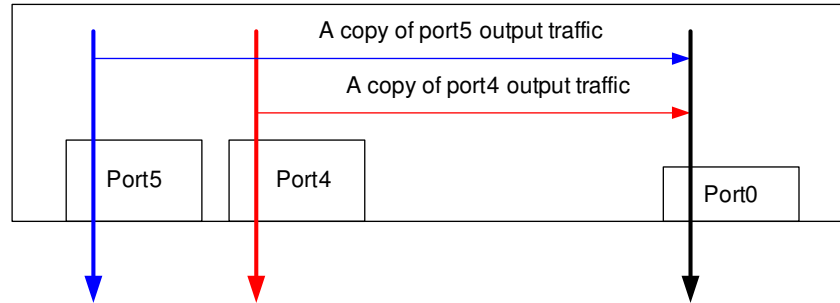 A copy of port5 output traffic
A copy of port4 output traffic
Port5
Port4
Port0